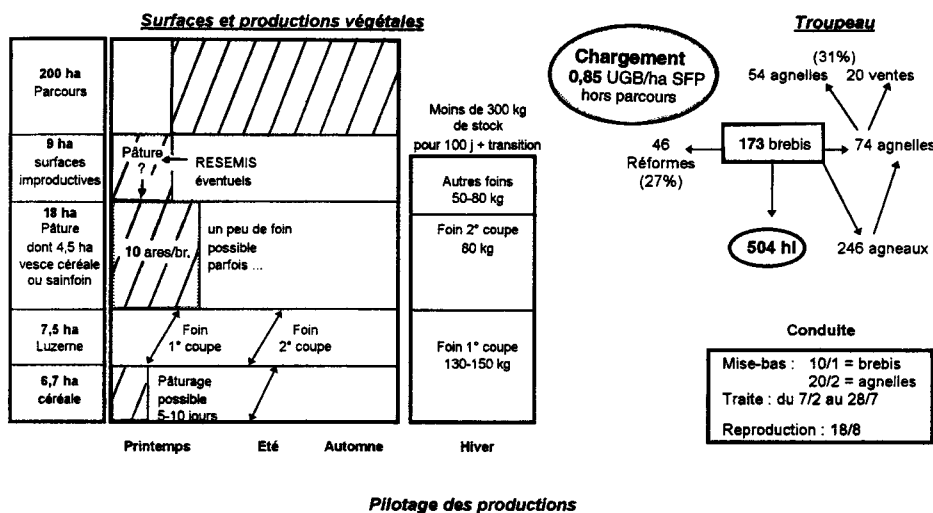 Surfaces et productions végétales
200 ha
Parcours
9 ha
surfaces
improductives
18 ha
Pâture
dont 4,5 ha
vesce céréale
ou sainfoin
7,5 ha
Luzerne
6,7 ha
céréale
Pâture
?
RESEMIS
éventuels
10 ares/br.
un peu de foin
possible
parfois ...
Foin
1° coupe
Foin
2° coupe
Pâturage
possible
5-10 jours
Printemps
Eté
Automne
Moins de 300 kg
de stock
pour 100 j + transition
Autres foins
50-80 kg
Foin 2° coupe
80 kg
Foin 1° coupe
130-150 kg
Hiver
Chargement
0,85 UGB/ha SFP
hors parcours
Troupeau
(31%)
54 agnelles
20 ventes
46
Réformes
(27%)
173 brebis
74 agnelles
504 hl
246 agneaux
Conduite
Mise-bas : 10/1 = brebis
20/2 = agnelles
Traite : du 7/2 au 28/7
Reproduction : 18/8
Pilotage des productions